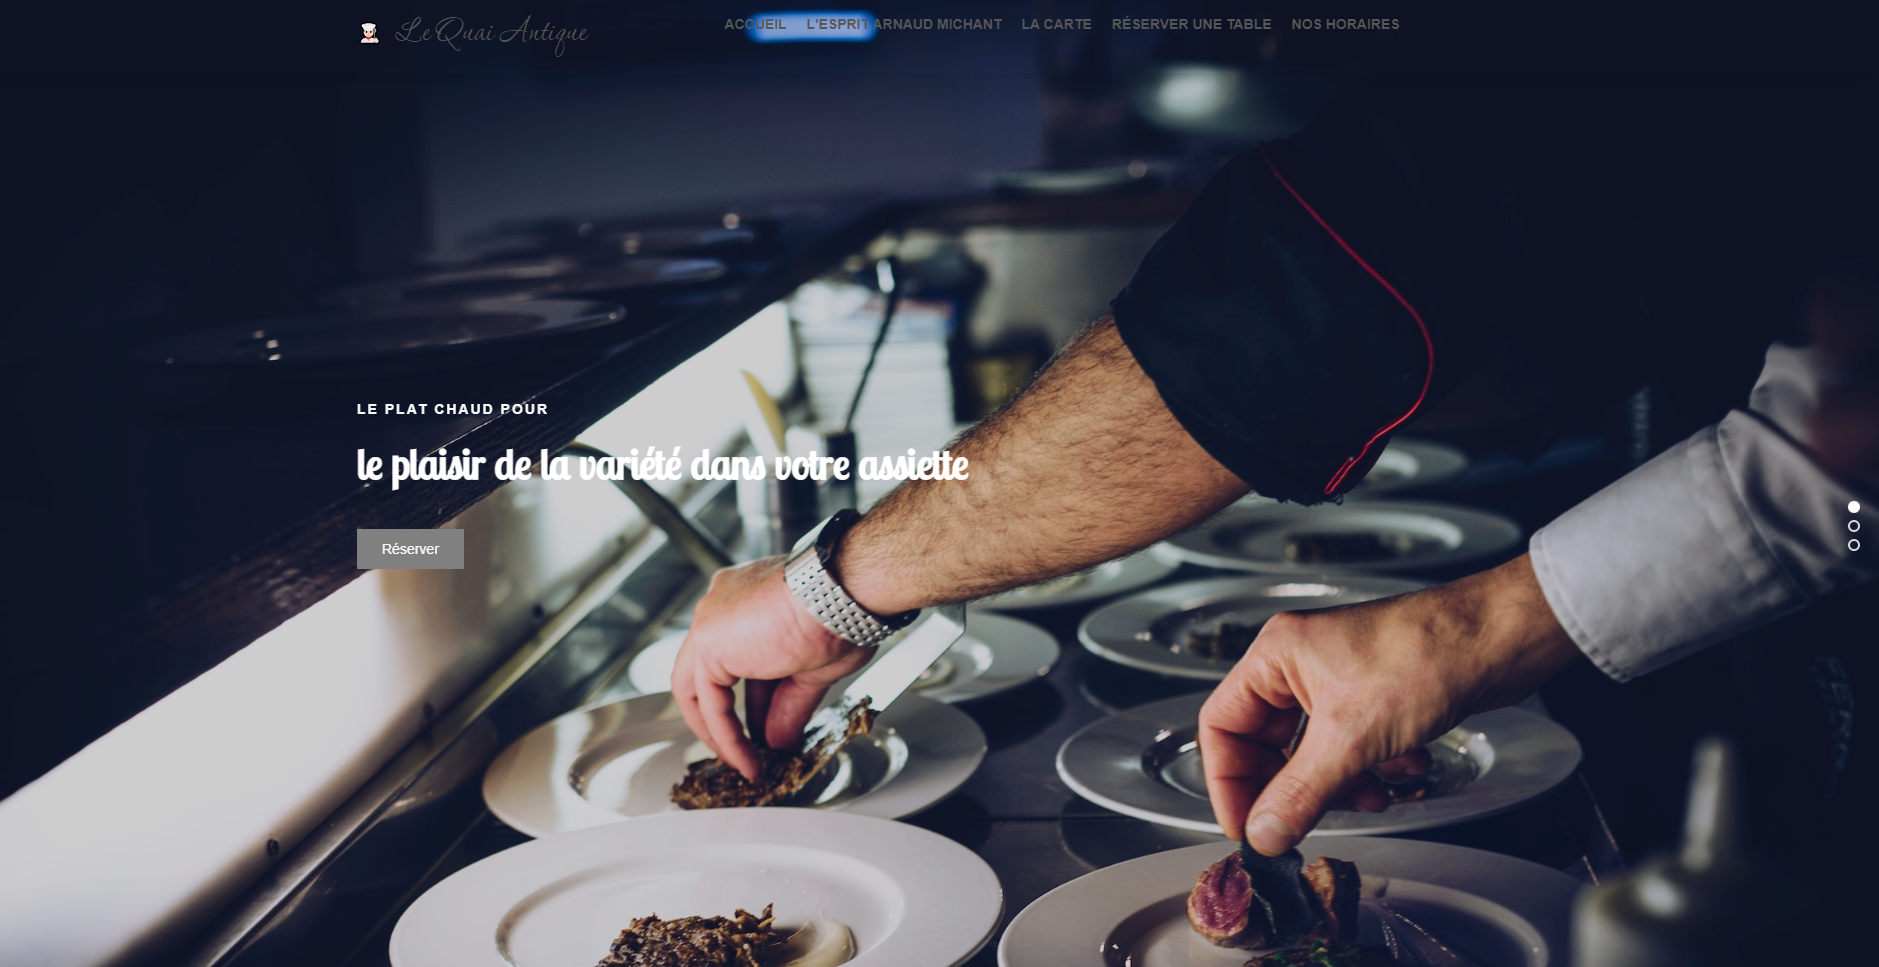 Le Quai Antique
ACCUEIL L'ESPRIT ARNAUD MICHANT LA CARTE RÉSERVER UNE TABLE NOS HORAIRES
LE PLAT CHAUD POUR
le plaisir de la variété dans votre assiette
Réserver